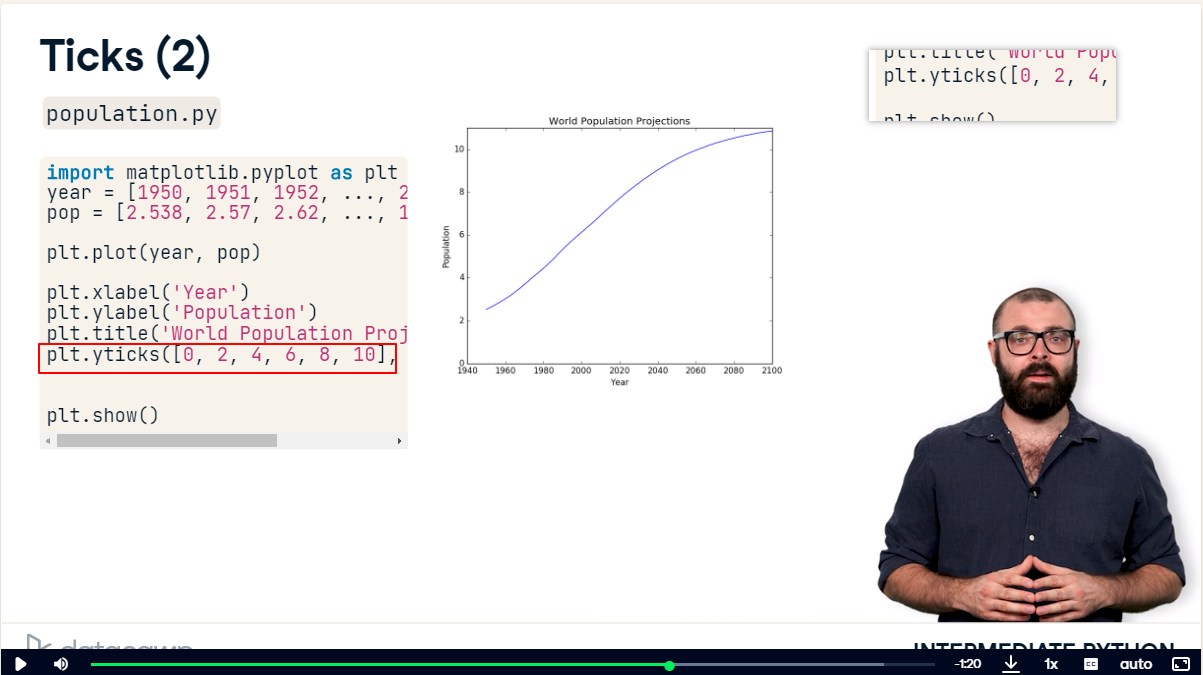 Ticks (2)
population.py
import matplotlib.pyplot as plt
year = [1950, 1951, 1952, ..., 2
pop = [2.538, 2.57, 2.62, ..., 1
plt.plot(year, pop)
plt.xlabel('Year')
plt.ylabel('Population')
plt.title('World Population Proj
plt.yticks([0, 2, 4, 6, 8, 10],
plt.show()
World Population Projections
Population
10
8
6
4
2
0
1940 1960 1980 2000 2020 2040 2060 2080 2100
Year
plt.title('World Popu
plt.yticks([0, 2, 4,
plt.show()
datacamp
INTERMEDIATE PYTHON
-1:20
1x
CC
auto